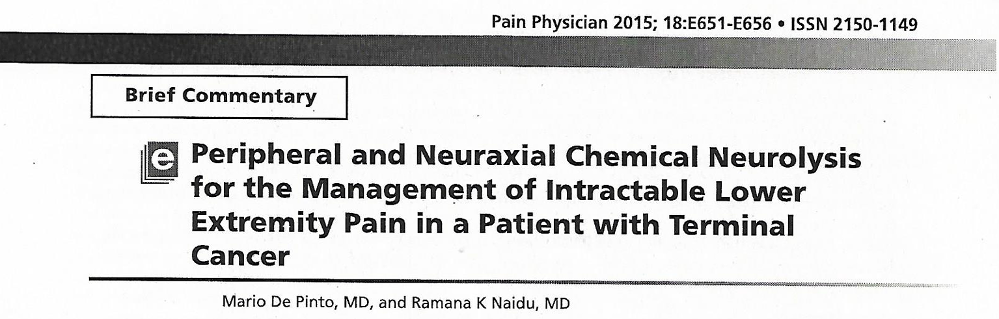 Pain Physician 2015; 18:E651-E656 • ISSN 2150-1149
Brief Commentary
e Peripheral and Neuraxial Chemical Neurolysis
for the Management of Intractable Lower
Extremity Pain in a Patient with Terminal
Cancer
Mario De Pinto, MD, and Ramana K Naidu, MD